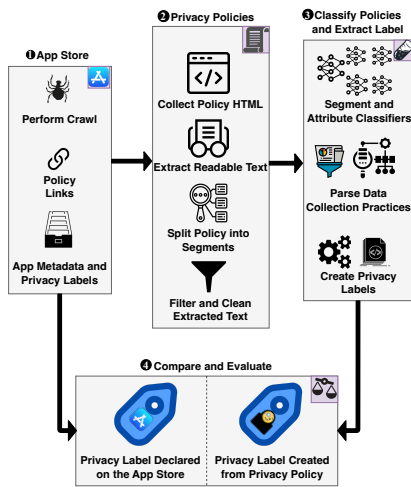 ❶App Store
Perform Crawl
Policy
Links
App Metadata and
Privacy Labels
❷Privacy Policies
Collect Policy HTML
Extract Readable Text
Split Policy into
Segments
Filter and Clean
Extracted Text
❸Classify Policies
and Extract Label
Segment and
Attribute Classifiers
Parse Data
Collection Practices
Create Privacy
Labels
❹Compare and Evaluate
Privacy Label Declared
on the App Store
Privacy Label Created
from Privacy Policy